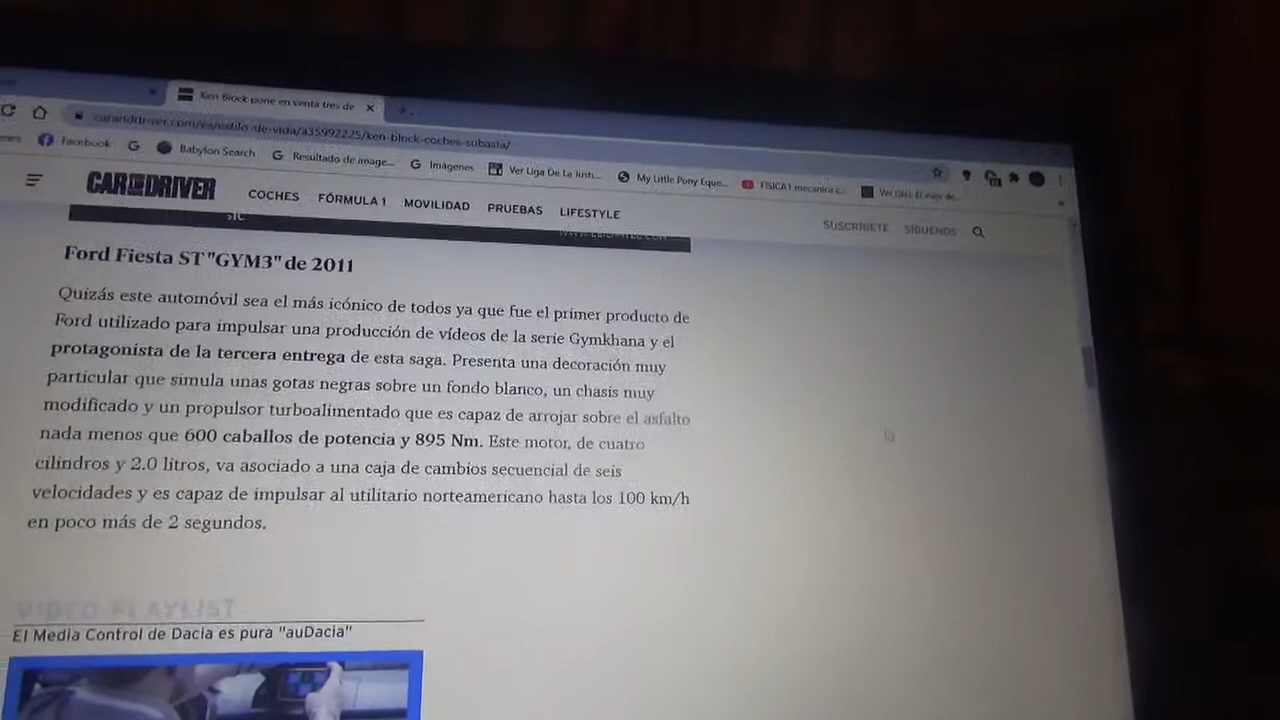 Ken Block pone en venta tres de
caranddriver.com/es/estilo-de-vida/a35992225/ken-block-coches-subasta/
Facebook
Babylon Search
Resultado de image...
Imágenes
Ver Liga De La Justi...
My Little Pony Eque...
FISICA1 mecanica c...
CAR AND DRIVER
COCHES
FÓRMULA 1
MOVILIDAD
PRUEBAS
LIFESTYLE
SUSCRÍBETE
SÍGUENOS
Ford Fiesta ST "GYM3" de 2011
Quizás este automóvil sea el más icónico de todos ya que fue el primer producto de
Ford utilizado para impulsar una producción de vídeos de la serie Gymkhana y el
protagonista de la tercera entrega de esta saga. Presenta una decoración muy
particular que simula unas gotas negras sobre un fondo blanco, un chasis muy
modificado y un propulsor turboalimentado que es capaz de arrojar sobre el asfalto
nada menos que 600 caballos de potencia y 895 Nm. Este motor, de cuatro
cilindros y 2.0 litros, va asociado a una caja de cambios secuencial de seis
velocidades y es capaz de impulsar al utilitario norteamericano hasta los 100 km/h
en poco más de 2 segundos.
VIDEO PLAYLIST
El Media Control de Dacia es pura "auDacia"